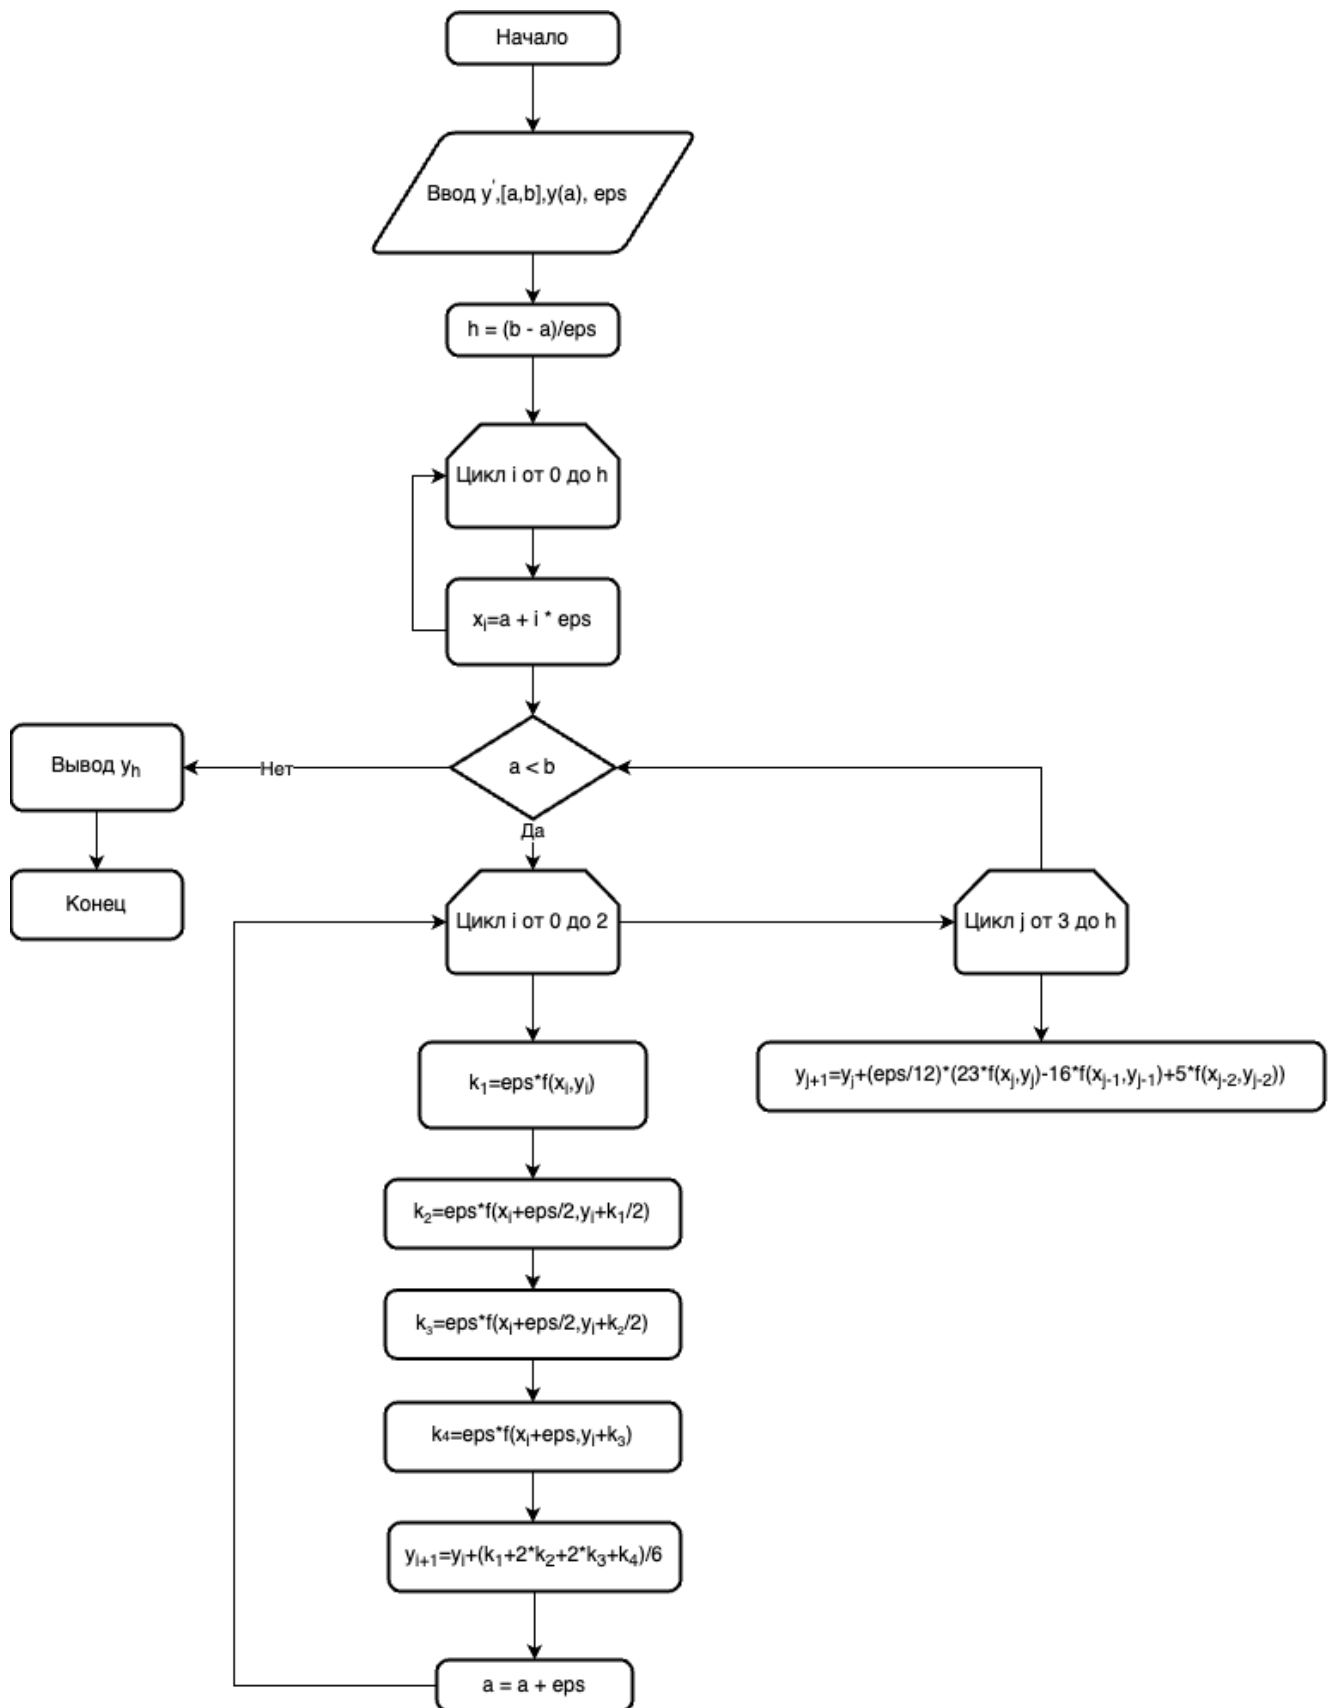 Начало
Ввод y',[a,b],y(a), eps
h = (b - a)/eps
Цикл i от 0 до h
xᵢ=a + i * eps
a < b
Нет
Вывод yₕ
Конец
Да
Цикл i от 0 до 2
Цикл j от 3 до h
k₁=eps*f(xᵢ,yᵢ)
yⱼ₊₁=yⱼ+(eps/12)*(23*f(xⱼ,yⱼ)-16*f(xⱼ₋₁,yⱼ₋₁)+5*f(xⱼ₋₂,yⱼ₋₂))
k₂=eps*f(xᵢ+eps/2,yᵢ+k₁/2)
k₃=eps*f(xᵢ+eps/2,yᵢ+k₂/2)
k₄=eps*f(xᵢ+eps,yᵢ+k₃)
yᵢ₊₁=yᵢ+(k₁+2*k₂+2*k₃+k₄)/6
a = a + eps